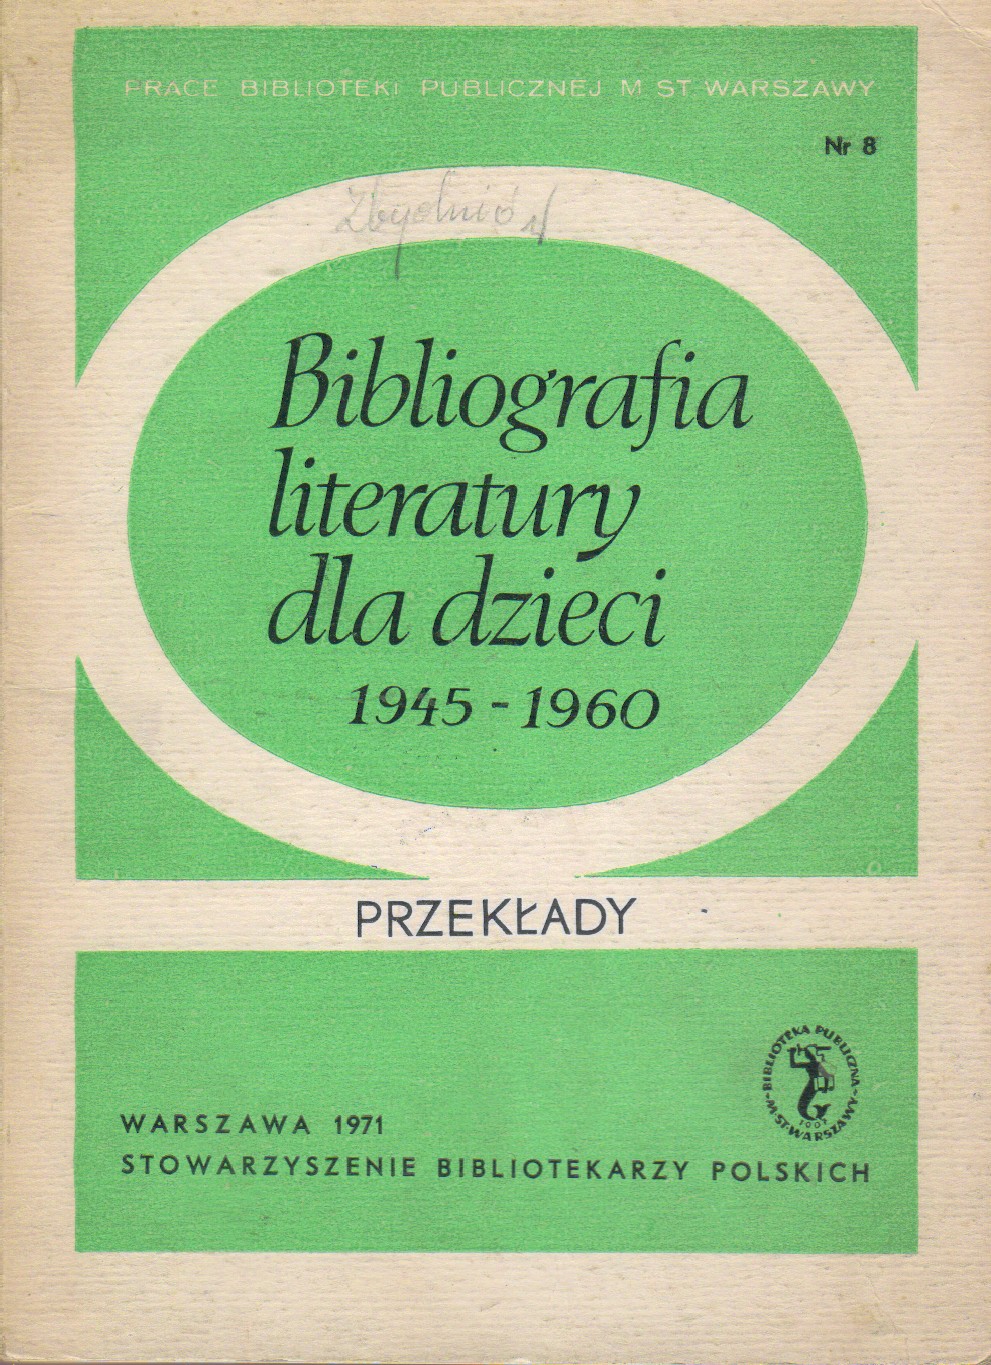 PRACE BIBLIOTEKI PUBLICZNEJ M ST WARSZAWY
Nr 8
Bibliografia
literatury
dla dzieci
1945 - 1960
PRZEKŁADY
BIBLIOTEKA PUBLICZNA
M·ST·WARSZAWY
1907
WARSZAWA 1971
STOWARZYSZENIE BIBLIOTEKARZY POLSKICH